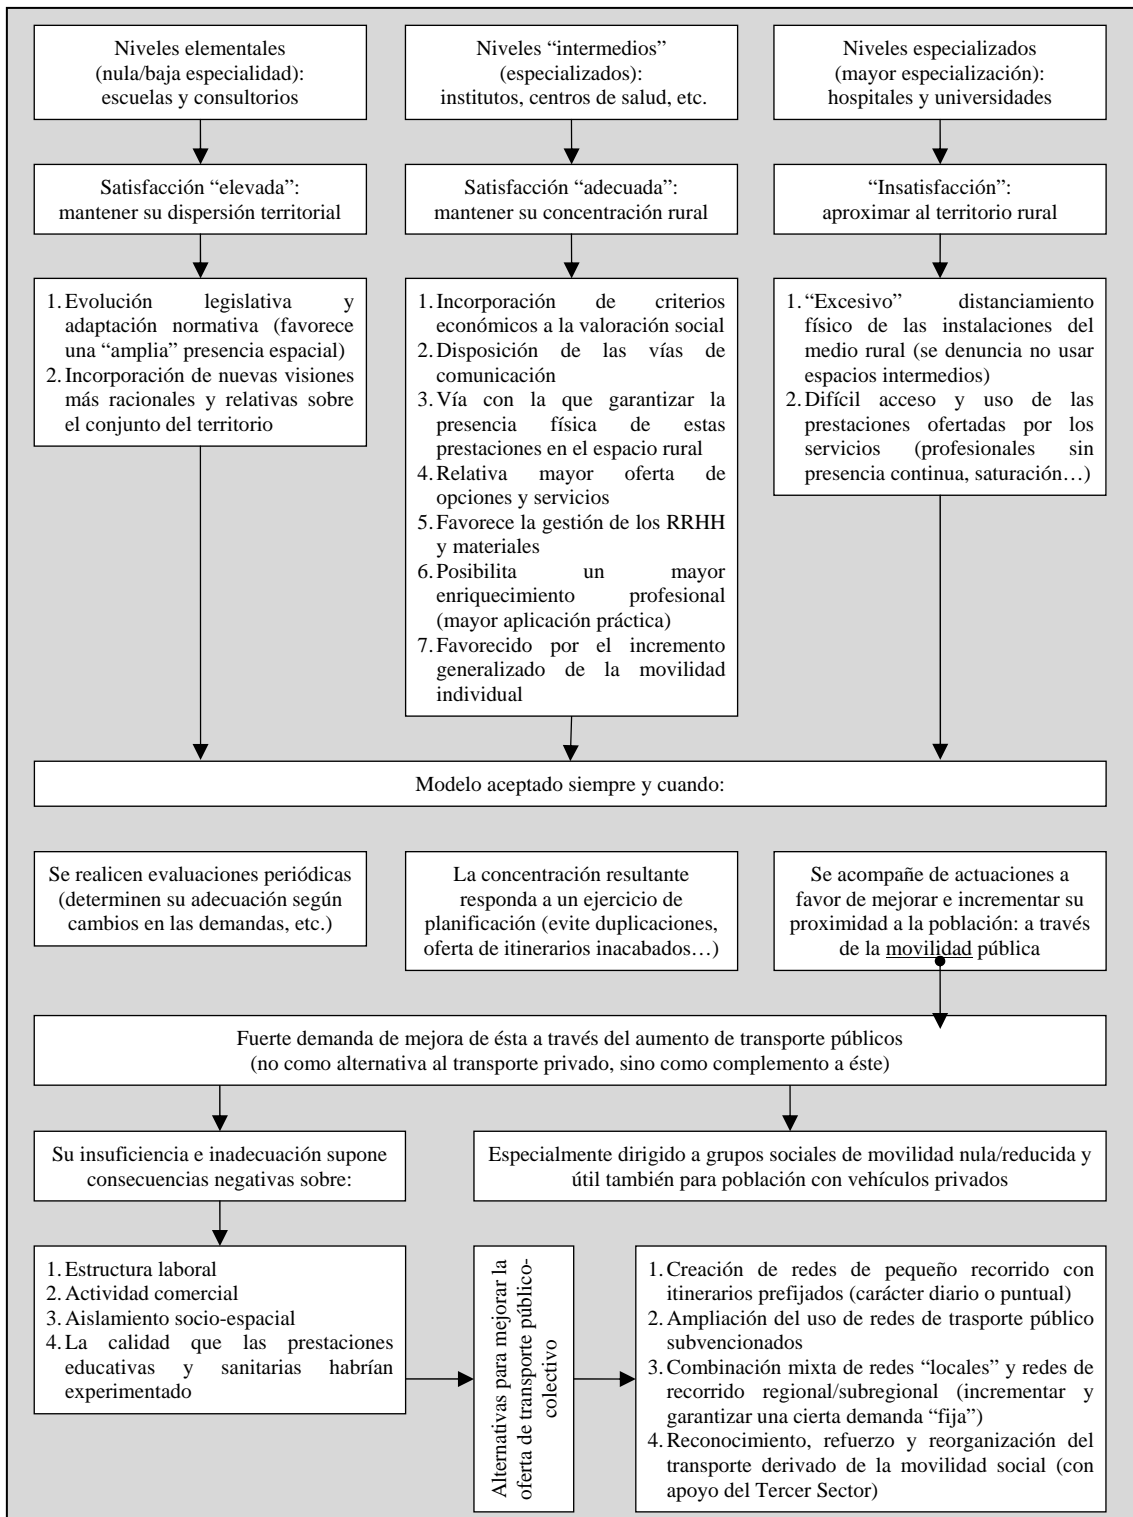 Niveles elementales
(nula/baja especialidad):
escuelas y consultorios
Niveles “intermedios”
(especializados):
institutos, centros de salud, etc.
Niveles especializados
(mayor especialización):
hospitales y universidades
Satisfacción “elevada”:
mantener su dispersión territorial
Satisfacción “adecuada”:
mantener su concentración rural
“Insatisfacción”:
aproximar al territorio rural
1. Evolución legislativa y
adaptación normativa (favorece
una “amplia” presencia espacial)
2. Incorporación de nuevas visiones
más racionales y relativas sobre
el conjunto del territorio
1. Incorporación de criterios
económicos a la valoración social
2. Disposición de las vías de
comunicación
3. Vía con la que garantizar la
presencia física de estas
prestaciones en el espacio rural
4. Relativa mayor oferta de
opciones y servicios
5. Favorece la gestión de los RRHH
y materiales
6. Posibilita un mayor
enriquecimiento profesional
(mayor aplicación práctica)
7. Favorecido por el incremento
generalizado de la movilidad
individual
1. “Excesivo” distanciamiento
físico de las instalaciones del
medio rural (se denuncia no usar
espacios intermedios)
2. Difícil acceso y uso de las
prestaciones ofertadas por los
servicios (profesionales sin
presencia continua, saturación…)
Modelo aceptado siempre y cuando:
Se realicen evaluaciones periódicas
(determinen su adecuación según
cambios en las demandas, etc.)
La concentración resultante
responda a un ejercicio de
planificación (evite duplicaciones,
oferta de itinerarios inacabados…)
Se acompañe de actuaciones a
favor de mejorar e incrementar su
proximidad a la población: a través
de la movilidad pública
Fuerte demanda de mejora de ésta a través del aumento de transporte públicos
(no como alternativa al transporte privado, sino como complemento a éste)
Su insuficiencia e inadecuación supone
consecuencias negativas sobre:
Especialmente dirigido a grupos sociales de movilidad nula/reducida y
útil también para población con vehículos privados
1. Estructura laboral
2. Actividad comercial
3. Aislamiento socio-espacial
4. La calidad que las prestaciones
educativas y sanitarias habrían
experimentado
Alternativas para mejorar la
oferta de transporte público-
colectivo
1. Creación de redes de pequeño recorrido con
itinerarios prefijados (carácter diario o puntual)
2. Ampliación del uso de redes de trasporte público
subvencionados
3. Combinación mixta de redes “locales” y redes de
recorrido regional/subregional (incrementar y
garantizar una cierta demanda “fija”)
4. Reconocimiento, refuerzo y reorganización del
transporte derivado de la movilidad social (con
apoyo del Tercer Sector)